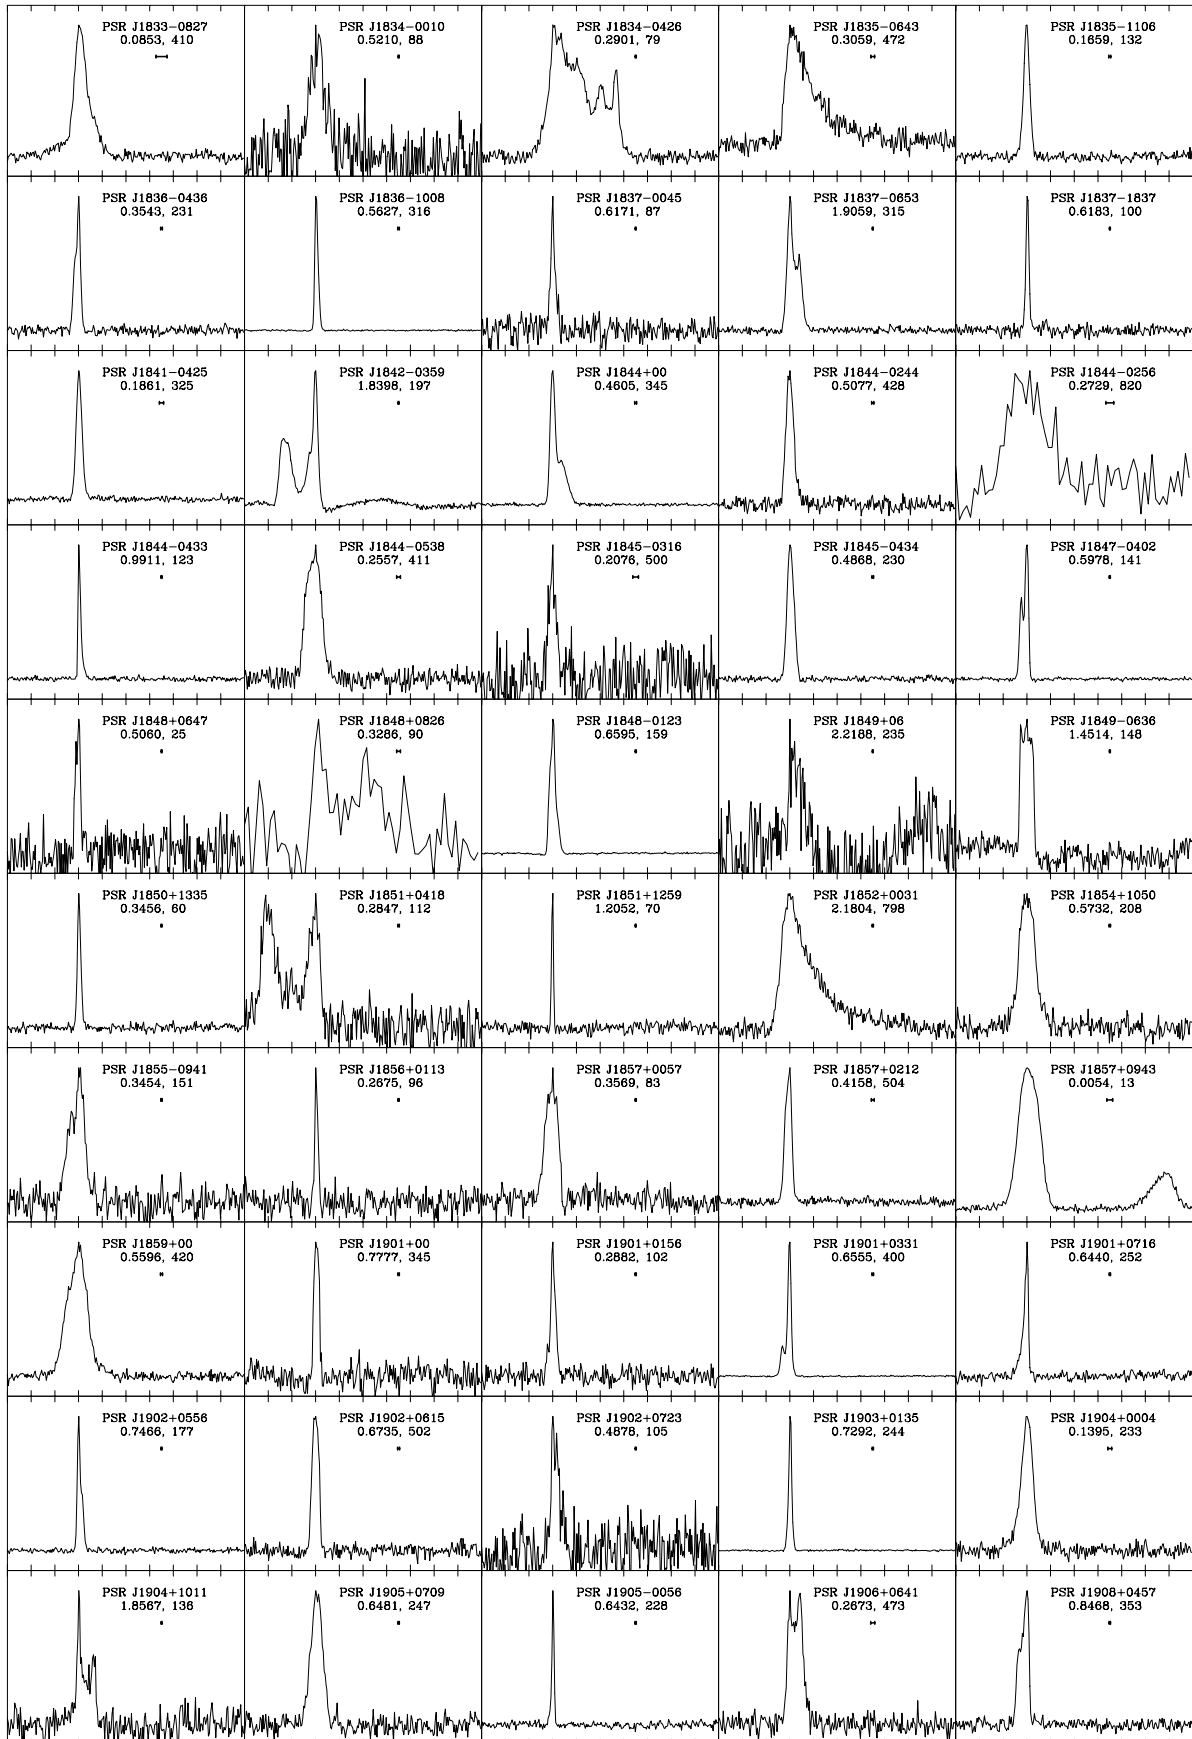 PSR J1833-0827
0.0853, 410
PSR J1834-0010
0.5210, 88
PSR J1834-0426
0.2901, 79
PSR J1835-0643
0.3059, 472
PSR J1835-1106
0.1659, 132
PSR J1836-0436
0.3543, 231
PSR J1836-1008
0.5627, 316
PSR J1837-0045
0.6171, 87
PSR J1837-0653
1.9059, 315
PSR J1837-1837
0.6183, 100
PSR J1841-0425
0.1861, 325
PSR J1842-0359
1.8398, 197
PSR J1844+00
0.4605, 345
PSR J1844-0244
0.5077, 428
PSR J1844-0256
0.2729, 820
PSR J1844-0433
0.9911, 123
PSR J1844-0538
0.2557, 411
PSR J1845-0316
0.2076, 500
PSR J1845-0434
0.4868, 230
PSR J1847-0402
0.5978, 141
PSR J1848+0647
0.5060, 25
PSR J1848+0826
0.3286, 90
PSR J1848-0123
0.6595, 159
PSR J1849+06
2.2188, 235
PSR J1849-0636
1.4514, 148
PSR J1850+1335
0.3456, 60
PSR J1851+0418
0.2847, 112
PSR J1851+1259
1.2052, 70
PSR J1852+0031
2.1804, 798
PSR J1854+1050
0.5732, 208
PSR J1855-0941
0.3454, 151
PSR J1856+0113
0.2675, 96
PSR J1857+0057
0.3569, 83
PSR J1857+0212
0.4158, 504
PSR J1857+0943
0.0054, 13
PSR J1859+00
0.5596, 420
PSR J1901+00
0.7777, 345
PSR J1901+0156
0.2882, 102
PSR J1901+0331
0.6555, 400
PSR J1901+0716
0.6440, 252
PSR J1902+0556
0.7466, 177
PSR J1902+0615
0.6735, 502
PSR J1902+0723
0.4878, 105
PSR J1903+0135
0.7292, 244
PSR J1904+0004
0.1395, 233
PSR J1904+1011
1.8567, 136
PSR J1905+0709
0.6481, 247
PSR J1905-0056
0.6432, 228
PSR J1906+0641
0.2673, 473
PSR J1908+0457
0.8468, 353